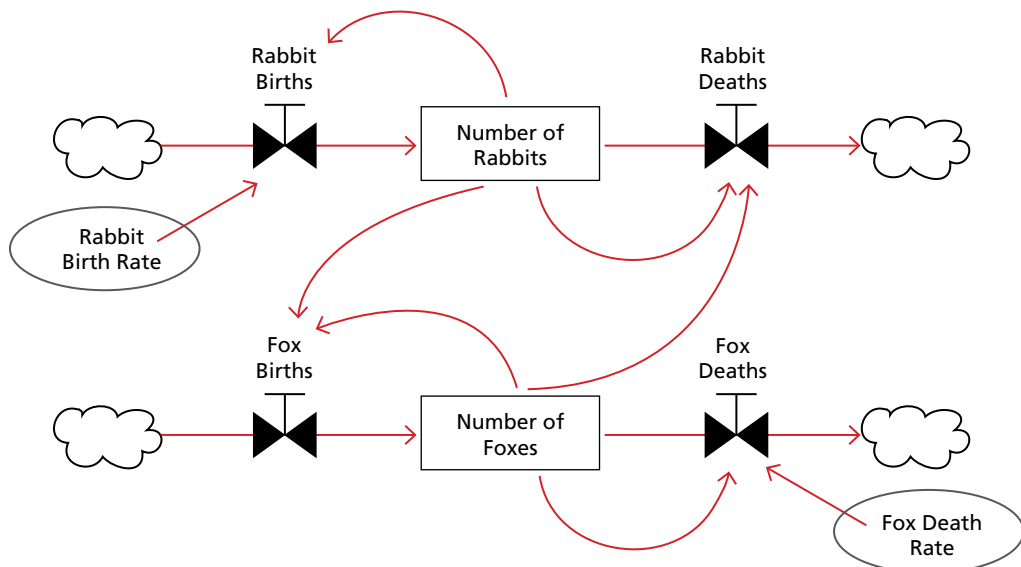 Rabbit
Births
Rabbit
Deaths
Number of
Rabbits
Rabbit
Birth Rate
Fox
Births
Fox
Deaths
Number of
Foxes
Fox Death
Rate